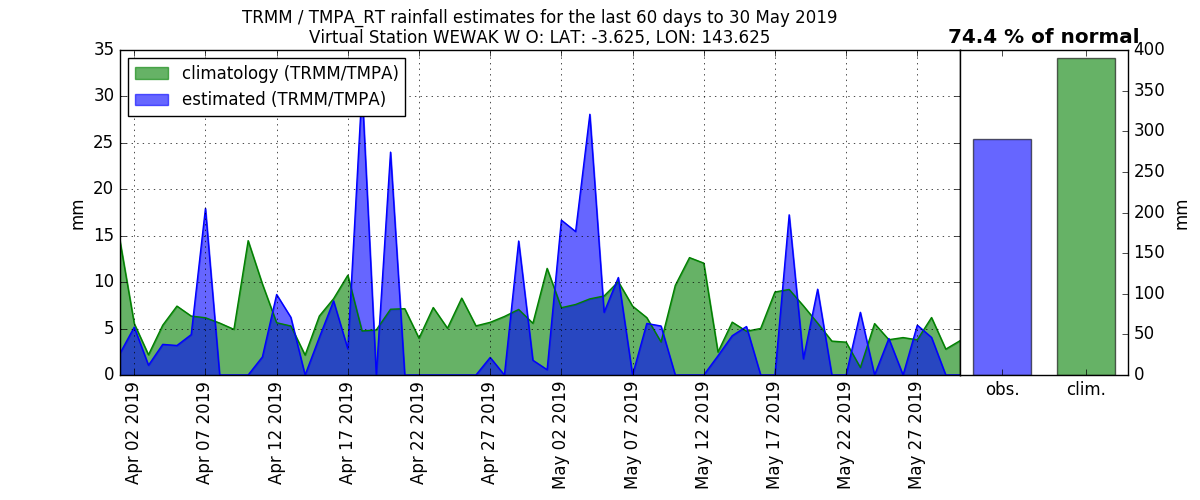 TRMM / TMPA_RT rainfall estimates for the last 60 days to 30 May 2019
Virtual Station WEWAK W O: LAT: -3.625, LON: 143.625
74.4 % of normal
climatology (TRMM/TMPA)
estimated (TRMM/TMPA)
35
30
25
20
15
10
5
0
mm
Apr 02 2019
Apr 07 2019
Apr 12 2019
Apr 17 2019
Apr 22 2019
Apr 27 2019
May 02 2019
May 07 2019
May 12 2019
May 17 2019
May 22 2019
May 27 2019
obs.
clim.
400
350
300
250
200
150
100
50
0
mm